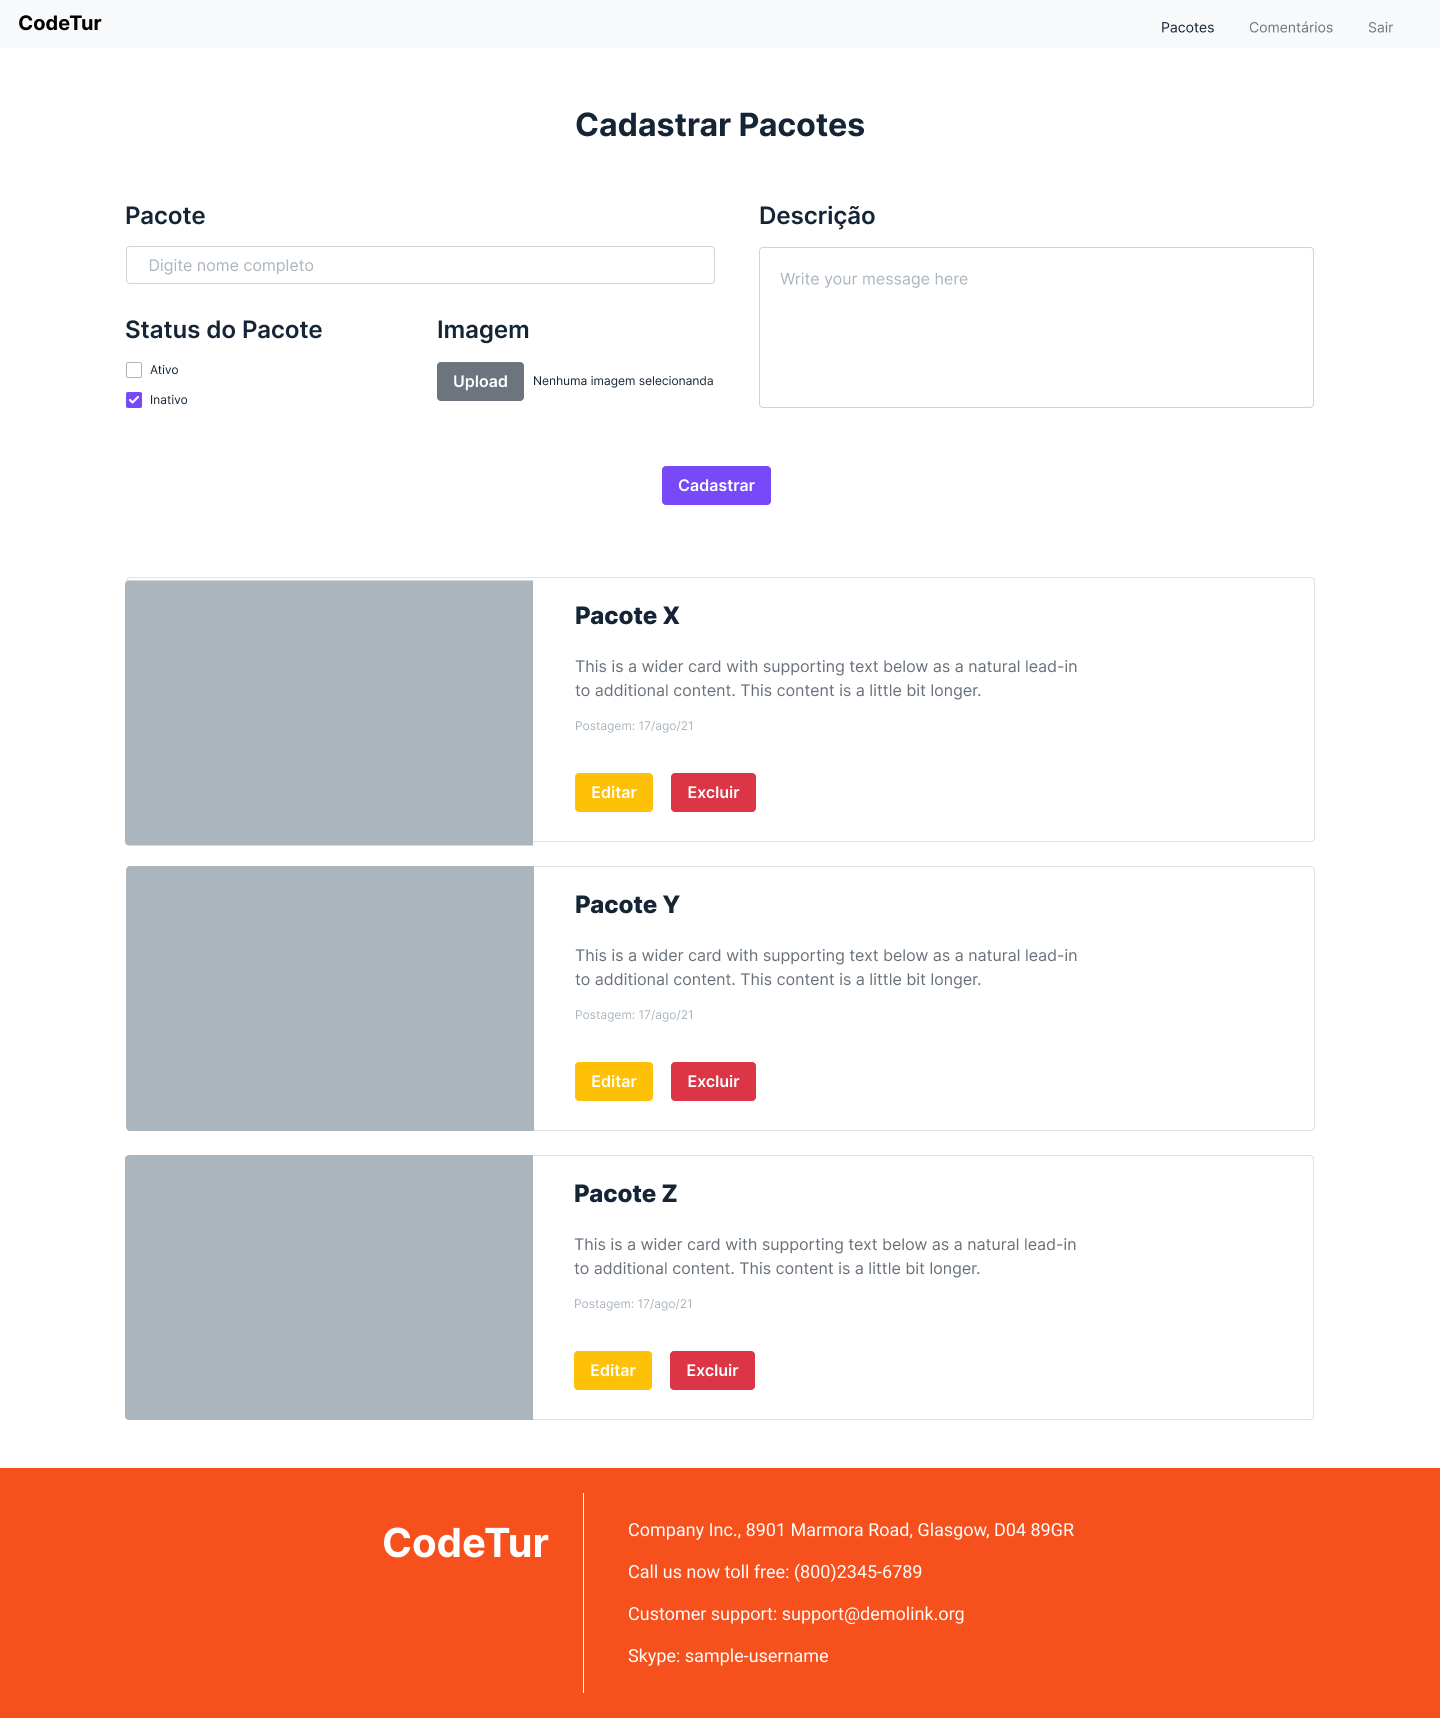 CodeTur
Pacotes
Comentários
Sair
Cadastrar Pacotes
Pacote
Digite nome completo
Status do Pacote
Ativo
Inativo
Imagem
Upload
Nenhuma imagem selecionanda
Descrição
Write your message here
Cadastrar
Pacote X
This is a wider card with supporting text below as a natural lead-in
to additional content. This content is a little bit longer.
Postagem: 17/ago/21
Editar
Excluir
Pacote Y
This is a wider card with supporting text below as a natural lead-in
to additional content. This content is a little bit longer.
Postagem: 17/ago/21
Editar
Excluir
Pacote Z
This is a wider card with supporting text below as a natural lead-in
to additional content. This content is a little bit longer.
Postagem: 17/ago/21
Editar
Excluir
CodeTur
Company Inc., 8901 Marmora Road, Glasgow, D04 89GR
Call us now toll free: (800)2345-6789
Customer support: support@demolink.org
Skype: sample-username